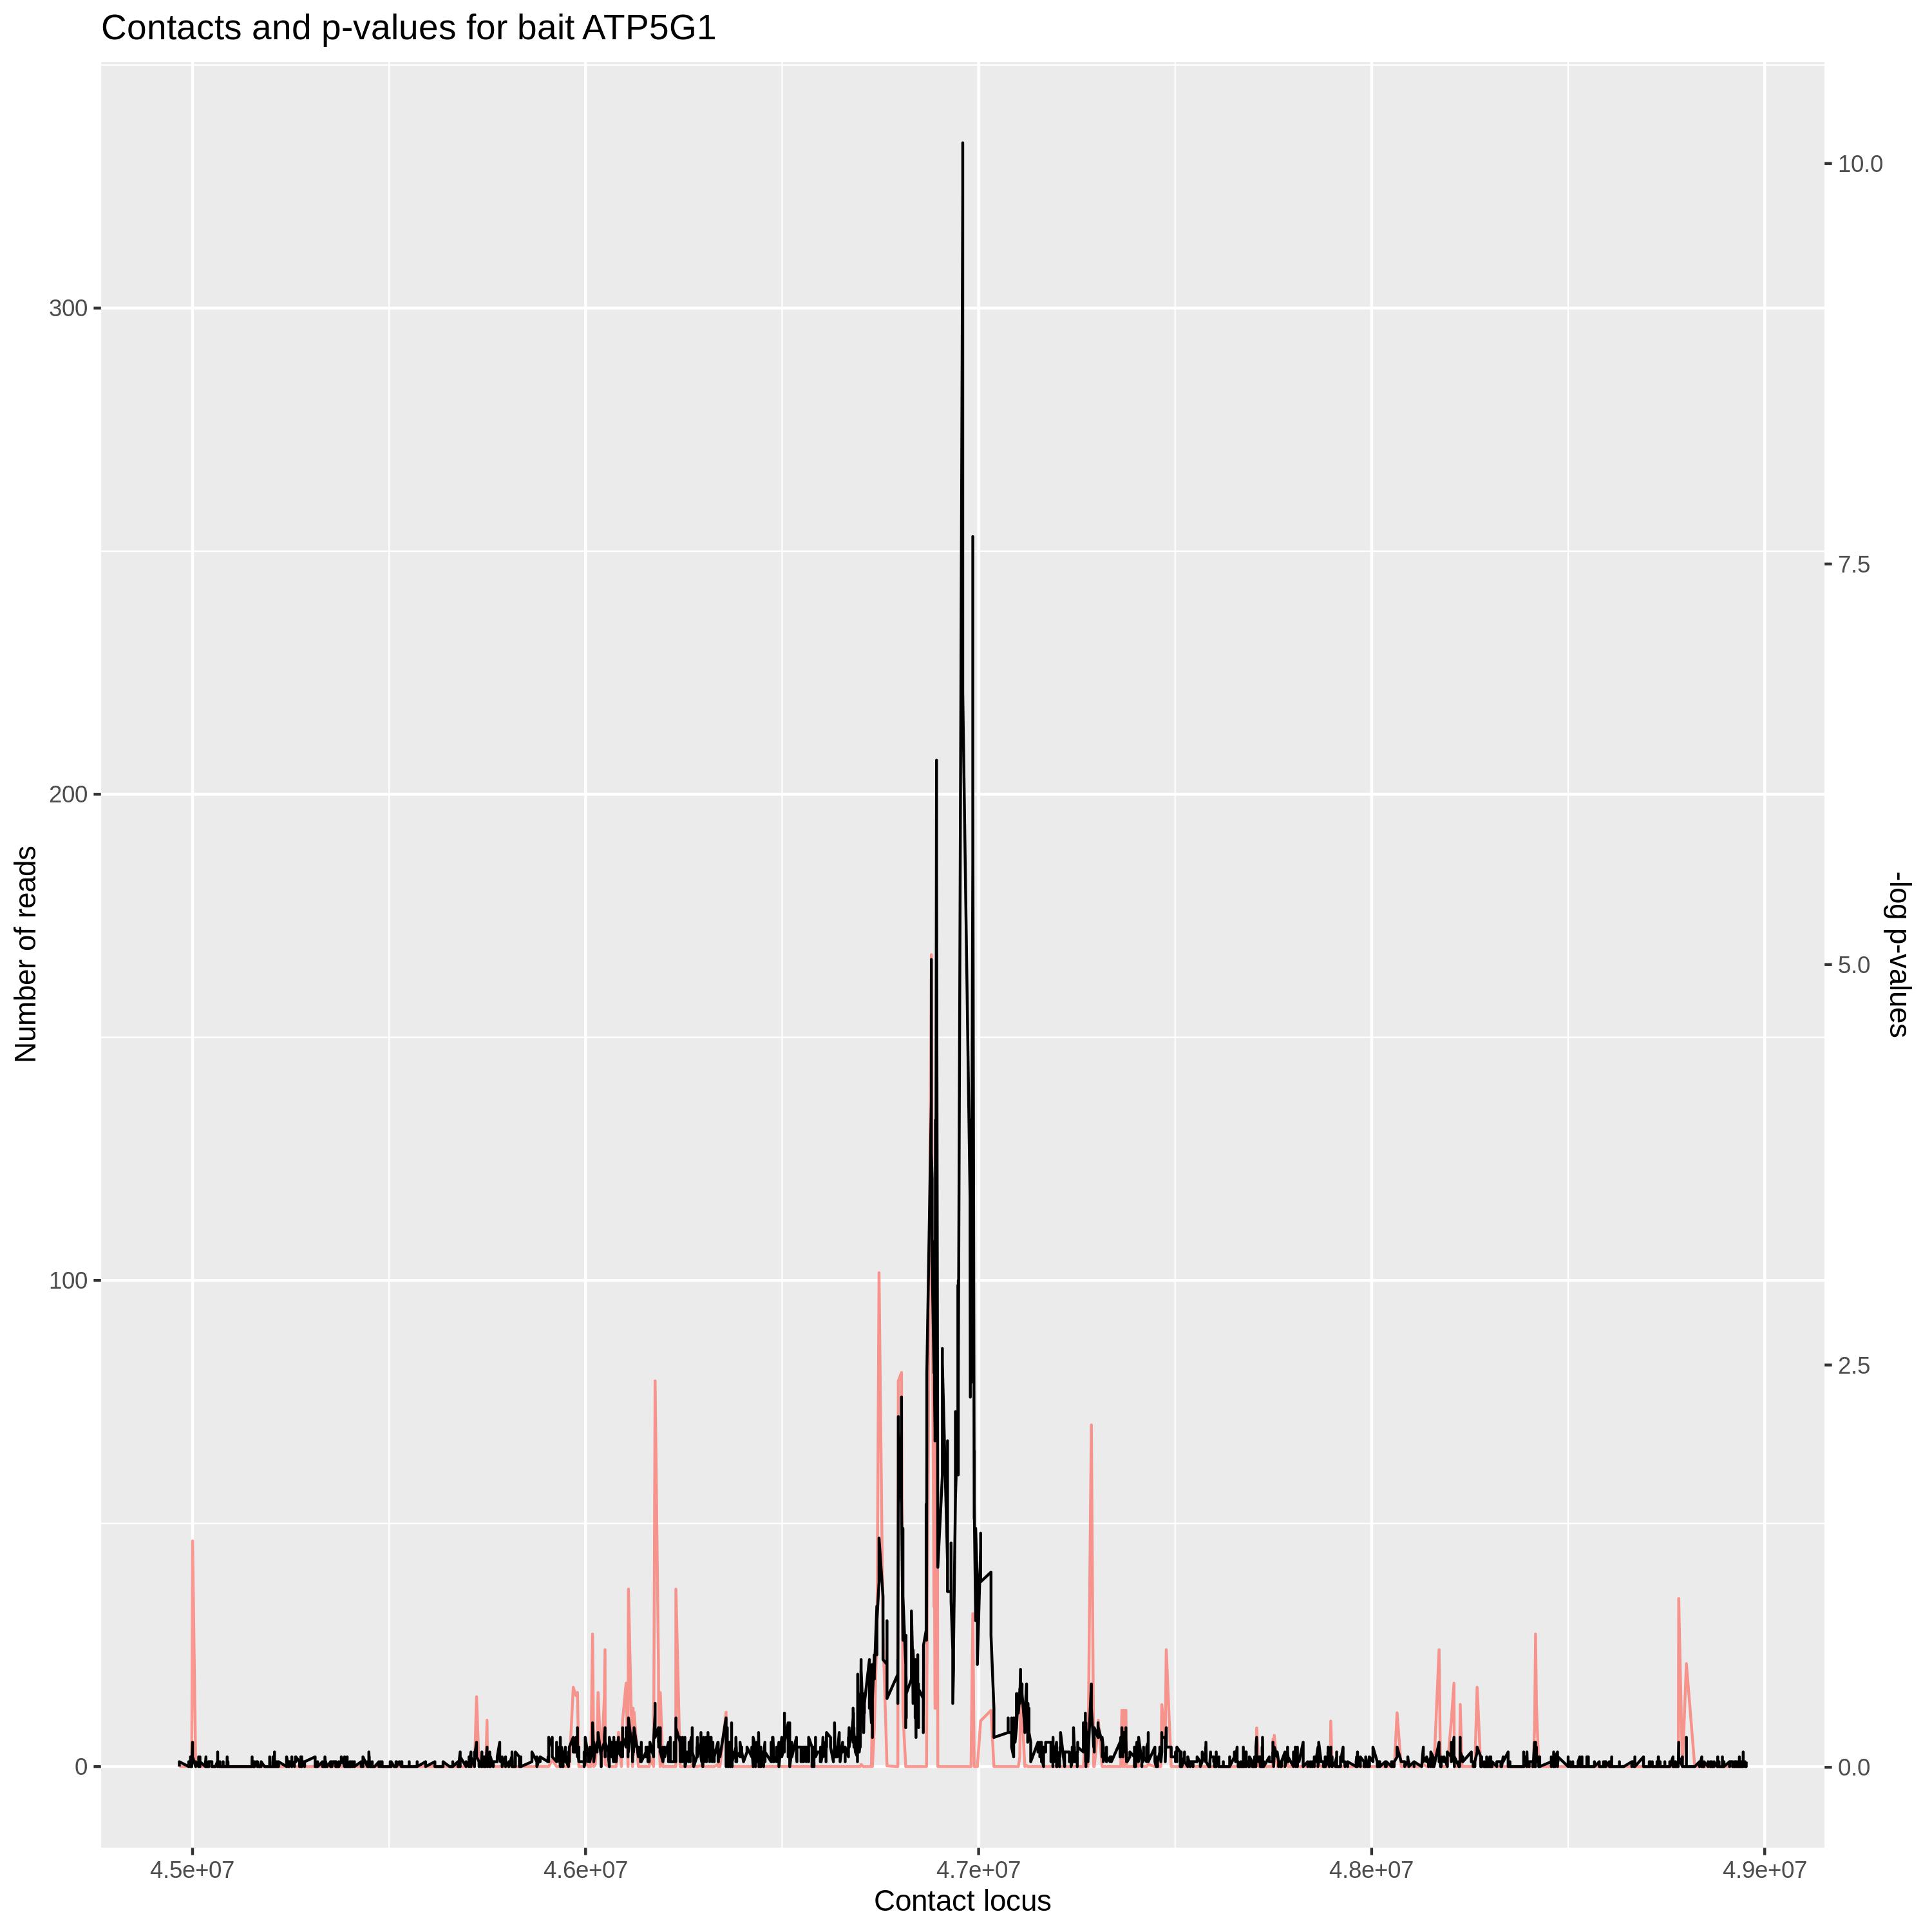 Contacts and p-values for bait ATP5G1
Number of reads
300
200
100
0
10.0
7.5
5.0
2.5
0.0
-log p-values
4.5e+07
4.6e+07
4.7e+07
4.8e+07
4.9e+07
Contact locus